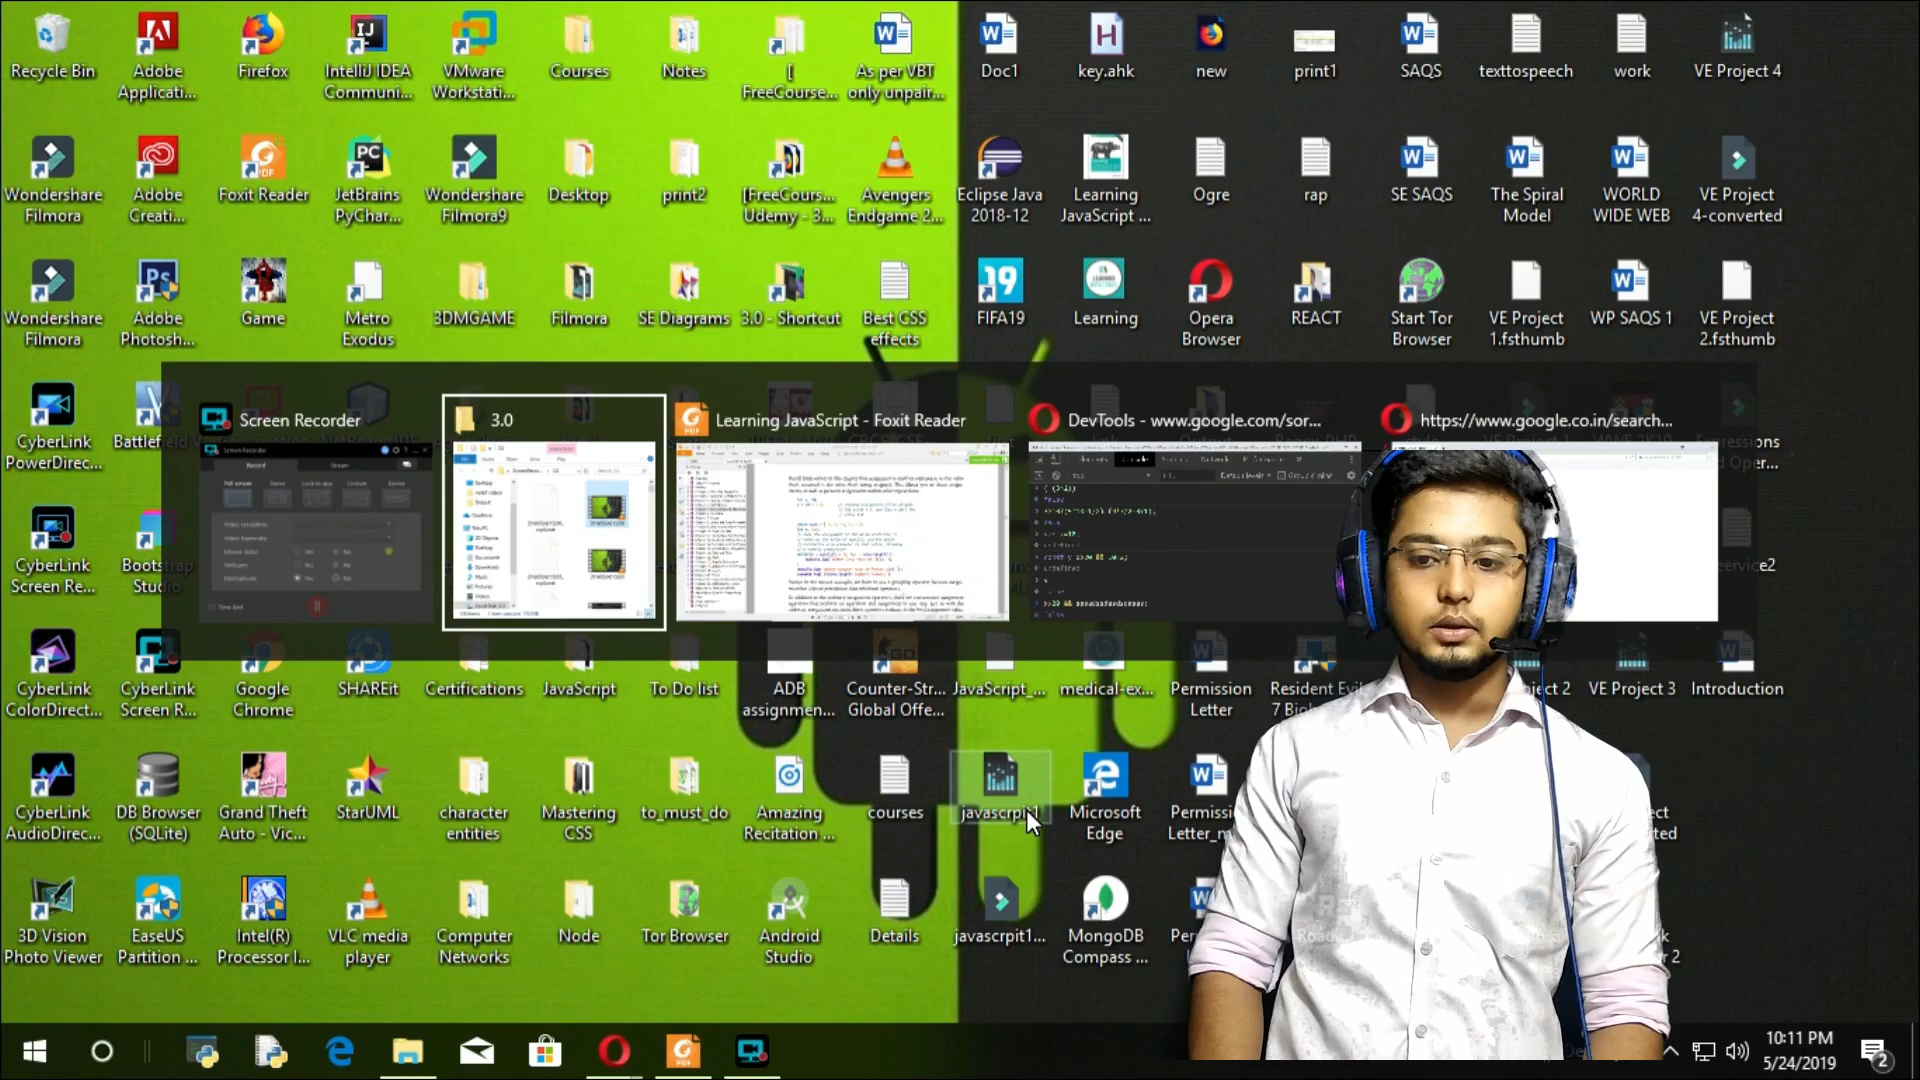 Recycle Bin
Adobe
Applicati...
Firefox
IntelliJ IDEA
Communi...
VMware
Workstati...
Courses
Notes
[
FreeCourse...
As per VBT
only unpair...
Doc1
key.ahk
new
print1
SAQS
texttospeech
work
VE Project 4
Wondershare
Filmora
Adobe
Creati...
Foxit Reader
JetBrains
PyChar...
Wondershare
Filmora9
Desktop
print2
[FreeCours...
Udemy - 3...
Avengers
Endgame 2...
Eclipse Java
2018-12
Learning
JavaScript ...
Ogre
rap
SE SAQS
The Spiral
Model
WORLD
WIDE WEB
VE Project
4-converted
Wondershare
Filmora
Adobe
Photosh...
Game
Metro
Exodus
3DMGAME
Filmora
SE Diagrams
3.0 - Shortcut
Best CSS
effects
FIFA19
Learning
Opera
Browser
REACT
Start Tor
Browser
VE Project
1.fsthumb
WP SAQS 1
VE Project
2.fsthumb
Screen Recorder
3.0
Learning JavaScript - Foxit Reader
DevTools - www.google.com/sor...
https://www.google.co.in/search...
CyberLink
PowerDirec...
CyberLink
Screen Re...
Bootstrap
Studio
CyberLink
ColorDirect...
CyberLink
Screen R...
Google
Chrome
SHAREit
Certifications
JavaScript
To Do list
ADB
assignmen...
Counter-Str...
Global Offe...
JavaScript_...
medical-ex...
Permission
Letter
VE Project 3
Introduction
CyberLink
AudioDirec...
DB Browser
(SQLite)
Grand Theft
Auto - Vic...
StarUML
character
entities
Mastering
CSS
to_must_do
Amazing
Recitation ...
courses
javascrpit1
Microsoft
Edge
3D Vision
Photo Viewer
EaseUS
Partition ...
Intel(R)
Processor I...
VLC media
player
Computer
Networks
Node
Tor Browser
Android
Studio
Details
javascrpit1...
MongoDB
Compass ...
10:11 PM
5/24/2019
2